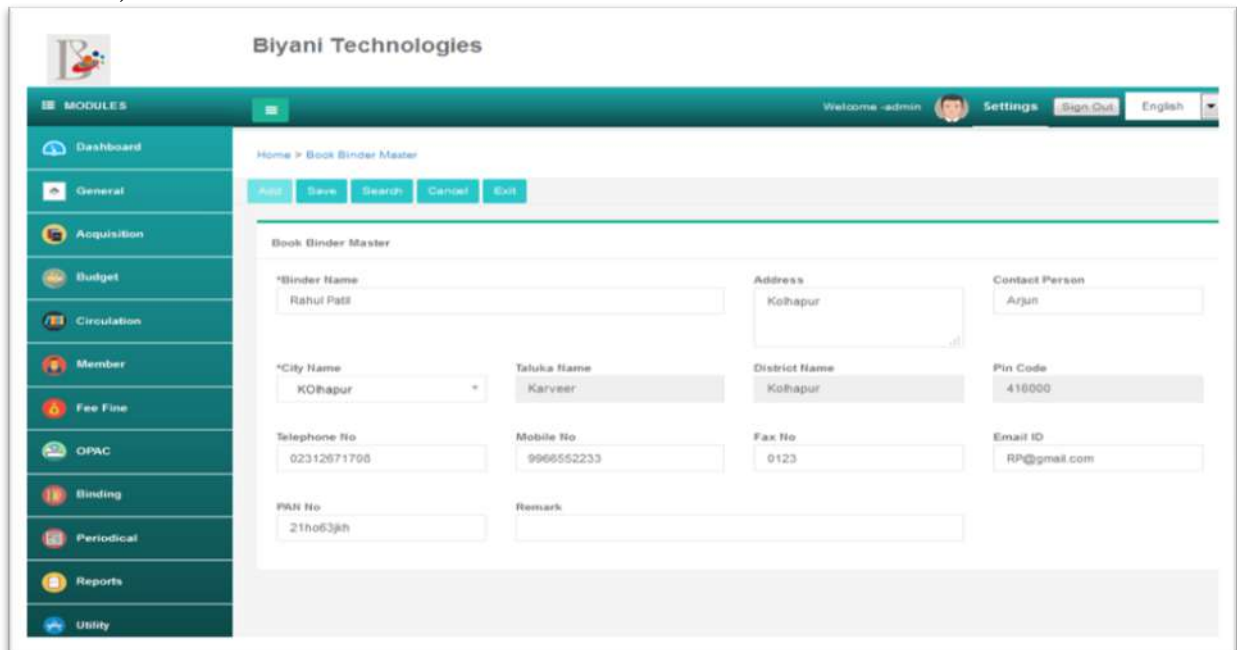 Biyani Technologies
MODULES
Welcome -admin Settings Sign Out English
Dashboard
General
Acquisition
Budget
Circulation
Member
Fee Fine
OPAC
Binding
Periodical
Reports
Utility
Home > Book Binder Master
Add Save Search Cancel Exit
Book Binder Master
*Binder Name Address Contact Person
Rahul Patil Kolhapur Arjun
*City Name Taluka Name District Name Pin Code
KOlhapur Karveer Kolhapur 416000
Telephone No Mobile No Fax No Email ID
02312671708 9966552233 0123 RP@gmail.com
PAN No Remark
21ho63jkh